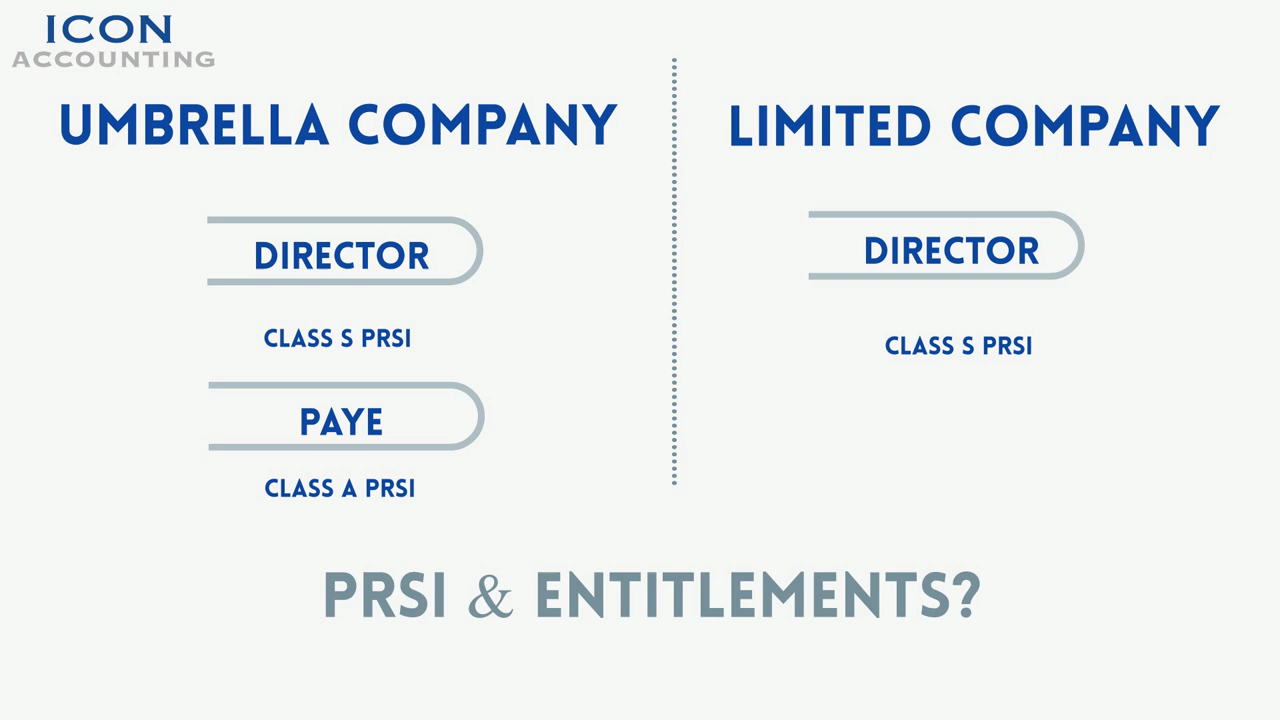 ICON
ACCOUNTING
UMBRELLA COMPANY
DIRECTOR
CLASS S PRSI
PAYE
CLASS A PRSI
LIMITED COMPANY
DIRECTOR
CLASS S PRSI
PRSI & ENTITLEMENTS?